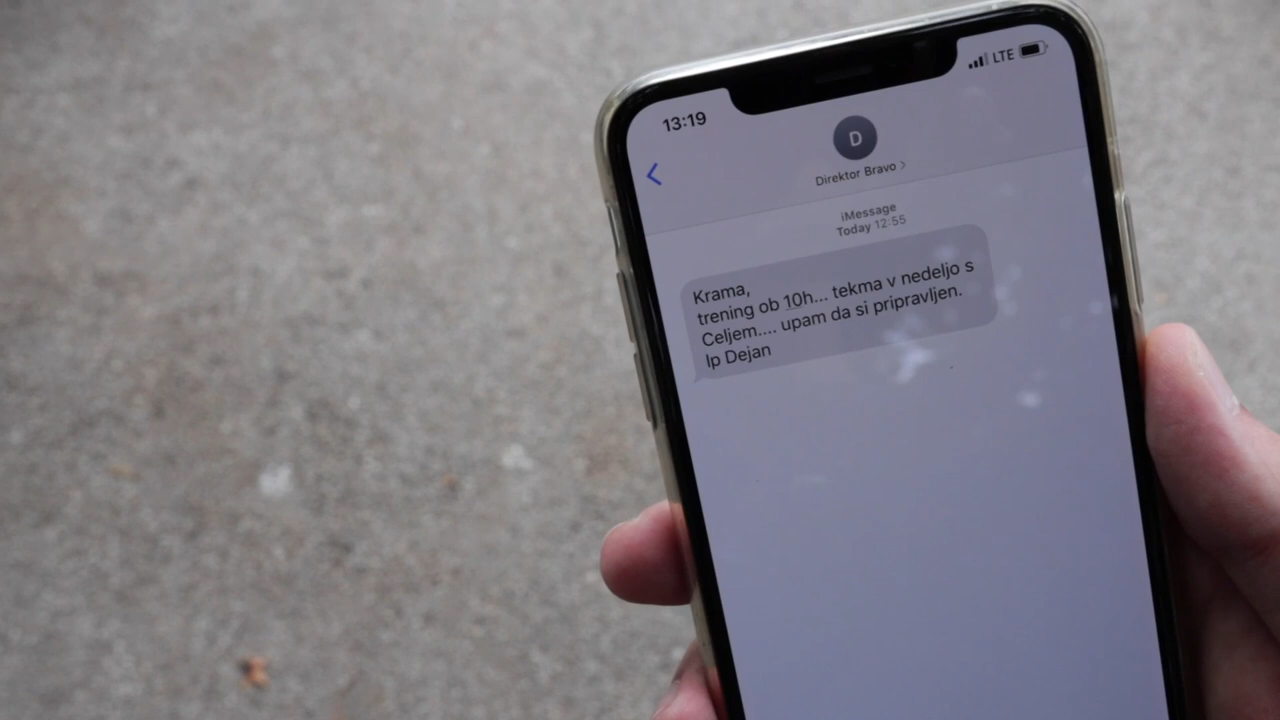 13:19
LTE
D
Direktor Bravo
iMessage
Today 12:55
Krama,
trening ob 10h... tekma v nedeljo s
Celjem.... upam da si pripravljen.
lp Dejan